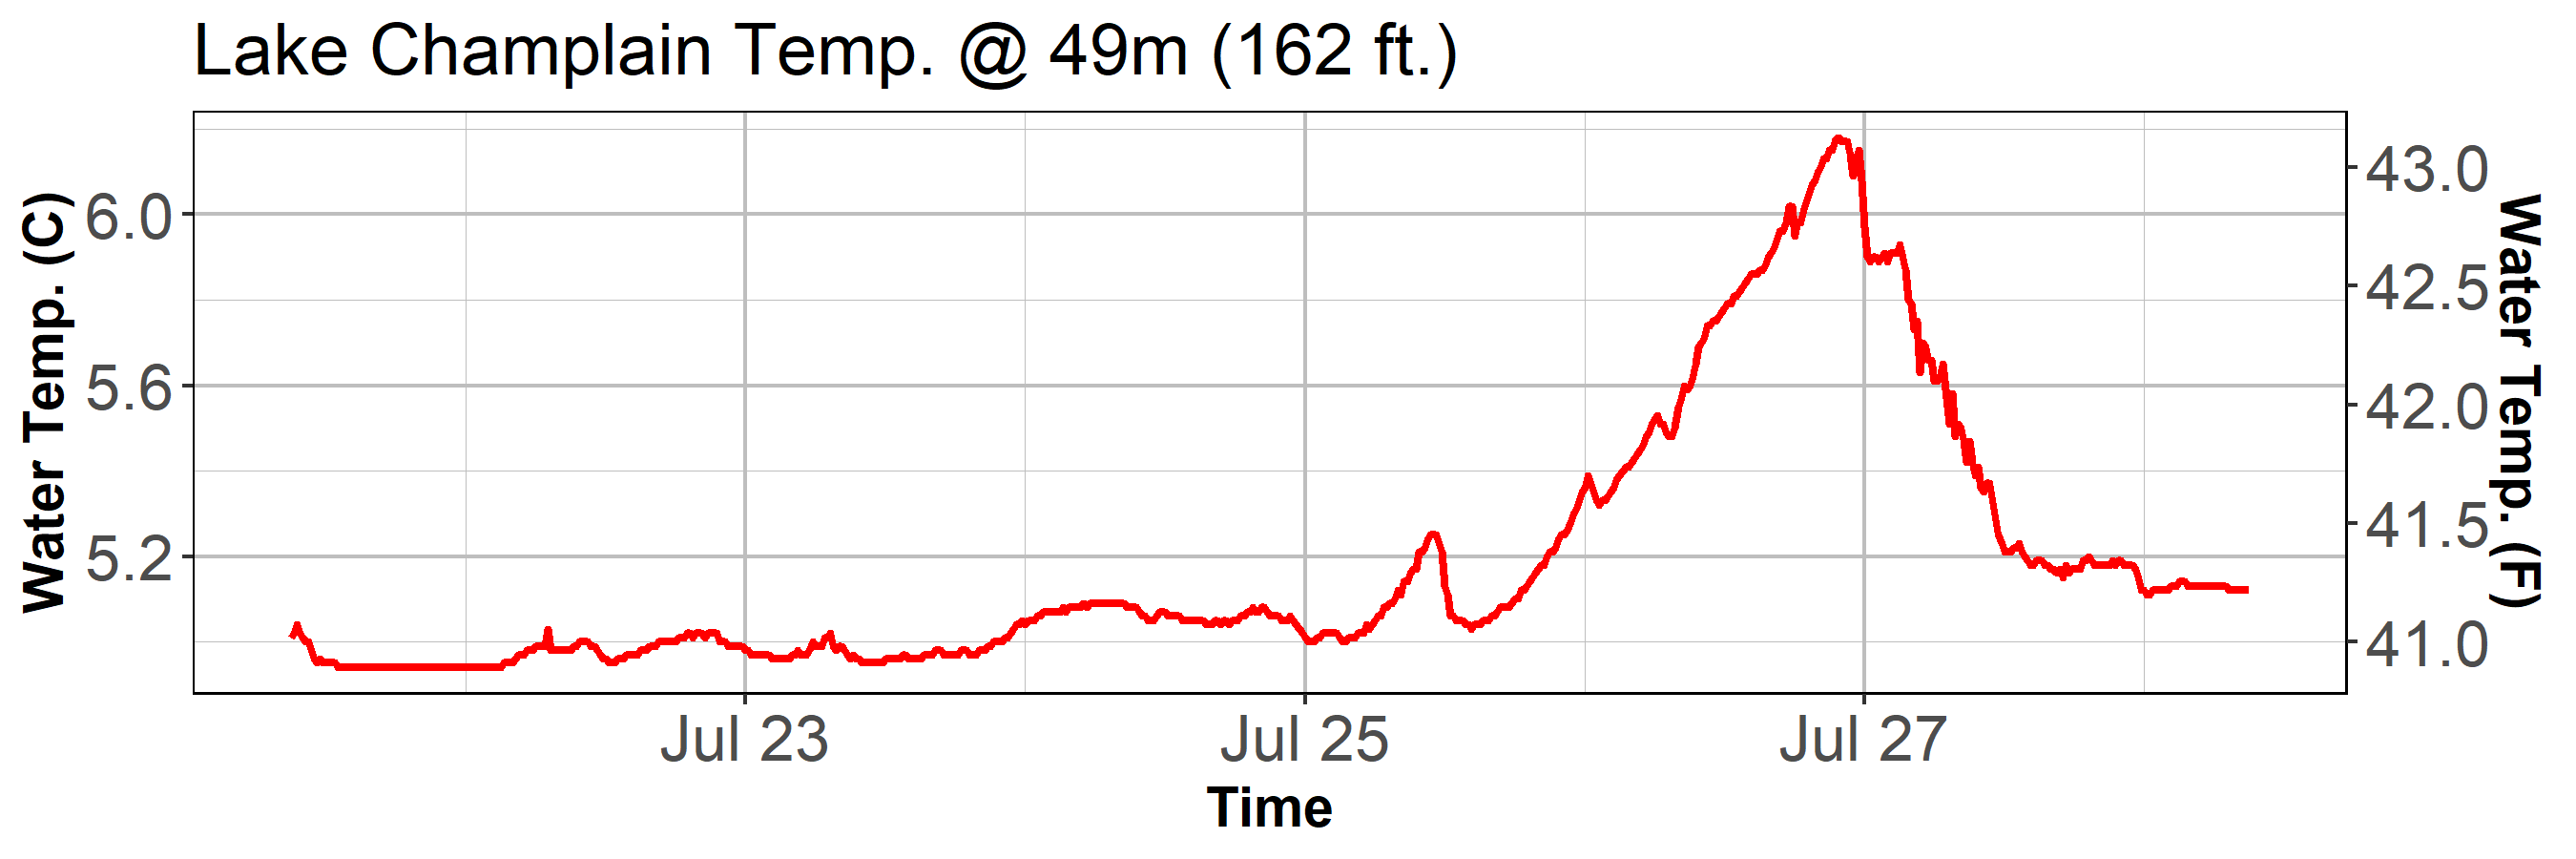 Lake Champlain Temp. @ 49m (162 ft.)
Water Temp. (C)
6.0
5.6
5.2
43.0
42.5
42.0
41.5
41.0
Water Temp. (F)
Jul 23
Jul 25
Jul 27
Time